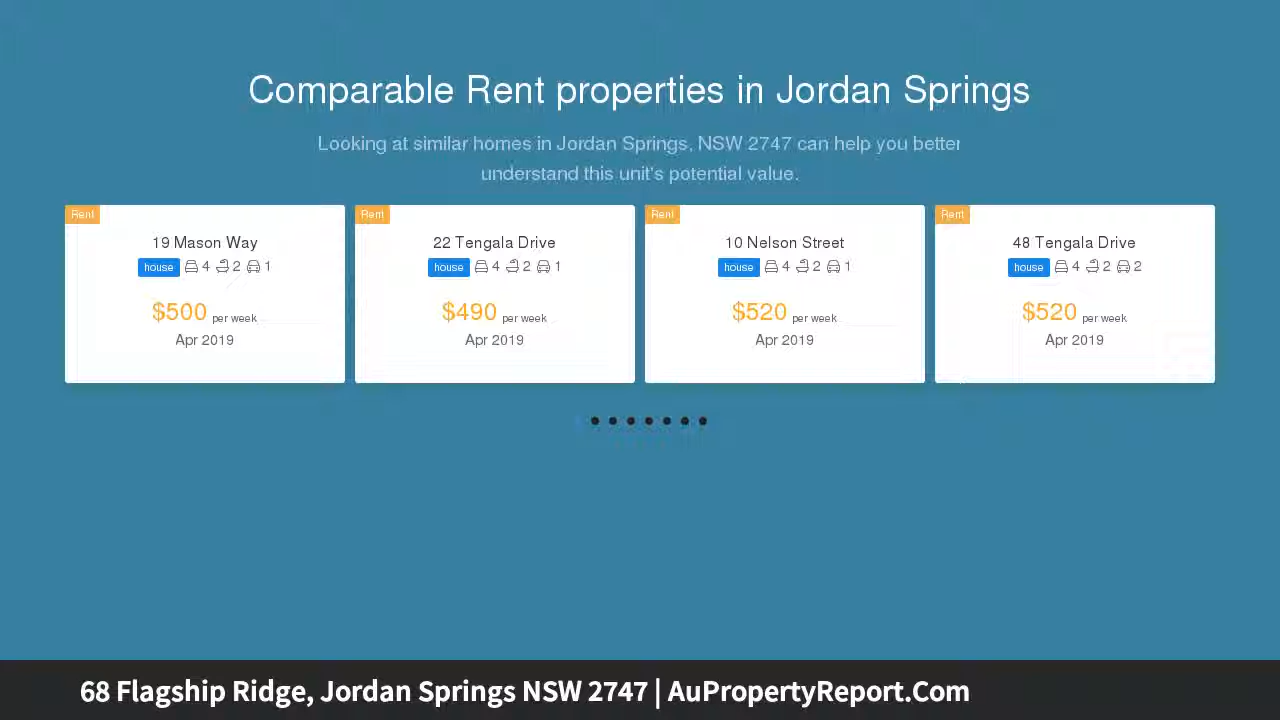 Comparable Rent properties in Jordan Springs
Looking at similar homes in Jordan Springs, NSW 2747 can help you better
understand this unit's potential value.
Rent
19 Mason Way
house 4 2 1
$500 per week
Apr 2019
Rent
22 Tengala Drive
house 4 2 1
$490 per week
Apr 2019
Rent
10 Nelson Street
house 4 2 1
$520 per week
Apr 2019
Rent
48 Tengala Drive
house 4 2 2
$520 per week
Apr 2019
68 Flagship Ridge, Jordan Springs NSW 2747 | AuPropertyReport.Com